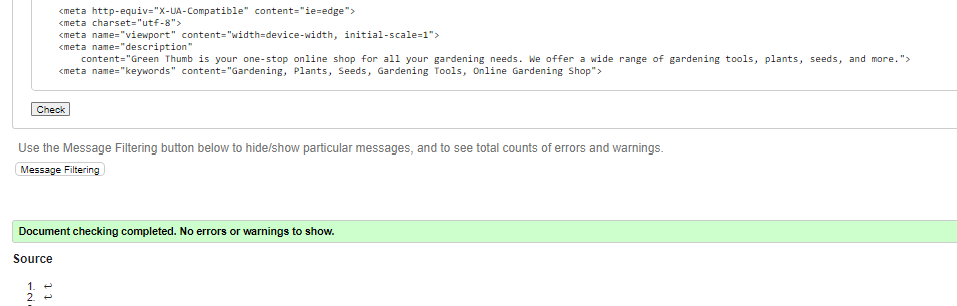 <meta http-equiv="X-UA-Compatible" content="ie=edge">
<meta charset="utf-8">
<meta name="viewport" content="width=device-width, initial-scale=1">
<meta name="description"
content="Green Thumb is your one-stop online shop for all your gardening needs. We offer a wide range of gardening tools, plants, seeds, and more.">
<meta name="keywords" content="Gardening, Plants, Seeds, Gardening Tools, Online Gardening Shop">
Check
Use the Message Filtering button below to hide/show particular messages, and to see total counts of errors and warnings.
Message Filtering
Document checking completed. No errors or warnings to show.
Source
1. ↩
2. ↩